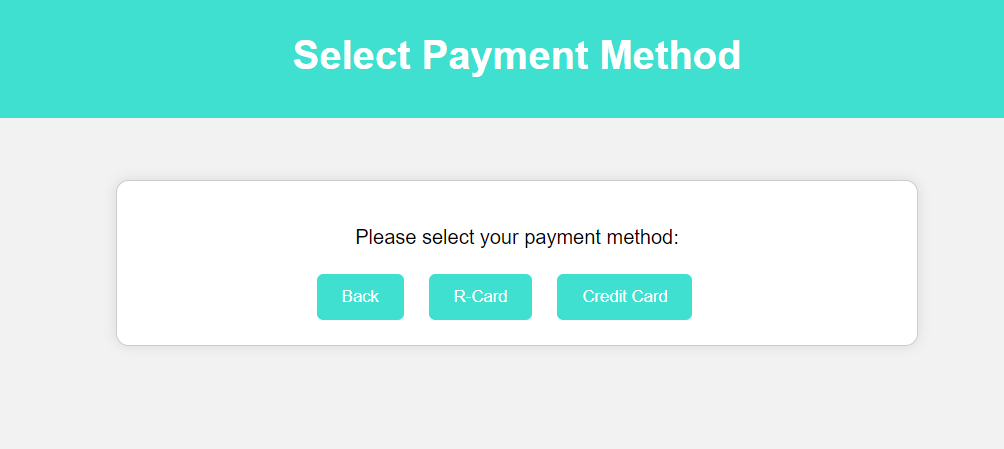 Select Payment Method
Please select your payment method:
Back R-Card Credit Card